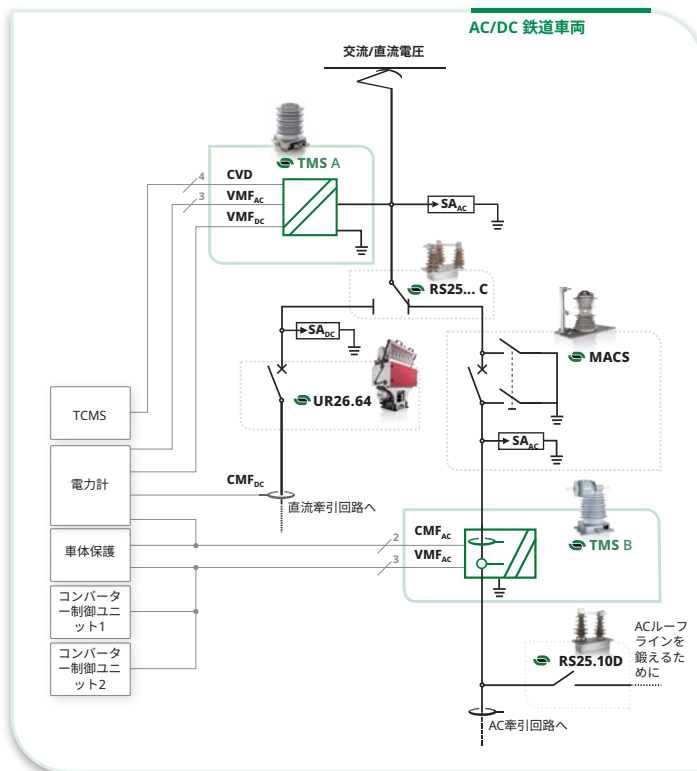 AC/DC 鉄道車両
交流/直流電圧
TMS A
4
CVD
3
VMFAC
VMFDC
SAAC
RS25... C
SADC
MACS
UR26.64
TCMS
SAAC
電力計
CMFDC
直流牽引回路へ
車体保護
2
CMFAC
3
VMFAC
TMS B
コンバータ
ー制御ユニ
ット1
コンバータ
ー制御ユニ
ット2
ACルーフ
ラインを
鍛えるた
めに
RS25.10D
AC牽引回路へ